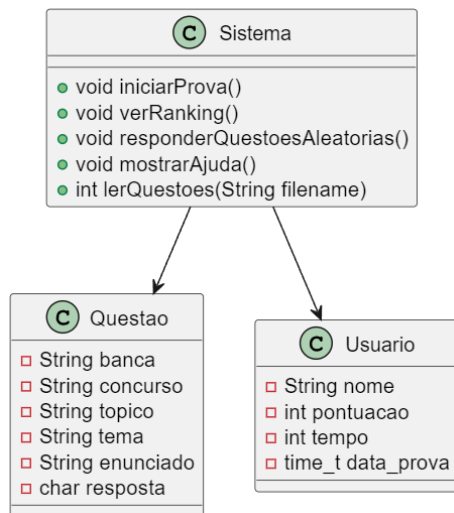 C Sistema
void iniciarProva()
void verRanking()
void responderQuestoesAleatorias()
void mostrarAjuda()
int lerQuestoes(String filename)
C Questao
String banca
String concurso
String topico
String tema
String enunciado
char resposta
C Usuario
String nome
int pontuacao
int tempo
time_t data_prova